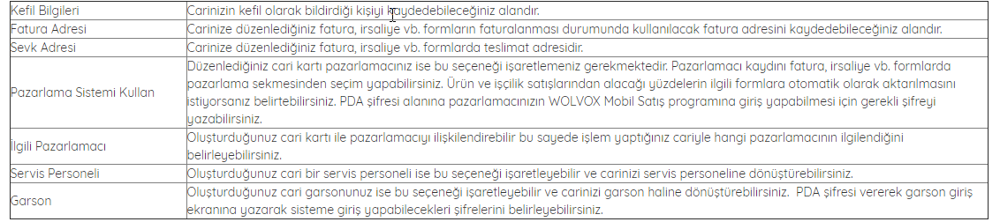 Kefil Bilgileri
Carinizin kefil olarak bildirdiği kişiyi kaydedebileceğiniz alandır.
Fatura Adresi
Carinize düzenlediğiniz fatura, irsaliye vb. formların faturalanması durumunda kullanılacak fatura adresini kaydedebileceğiniz alandır.
Sevk Adresi
Carinize düzenlediğiniz fatura, irsaliye vb. formlarda teslimat adresidir.
Pazarlama Sistemi Kullan
Düzenlediğiniz cari kartı pazarlamacınız ise bu seçeneği işaretlemeniz gerekmektedir. Pazarlamacı kaydını fatura, irsaliye vb. formlarda
pazarlama sekmesinden seçim yapabilirsiniz. Ürün ve işçilik satışlarından alacağı yüzdelerin ilgili formlara otomatik olarak aktarılmasını
istiyorsanız belirtebilirsiniz. PDA şifresi alanına pazarlamacınızın WOLVOX Mobil Satış programına giriş yapabilmesi için gerekli şifreyi
yazabilirsiniz.
İlgili Pazarlamacı
Oluşturduğunuz cari kartı ile pazarlamacıyı ilişkilendirebilir bu sayede işlem yaptığınız cariyle hangi pazarlamacının ilgilendiğini
belirleyebilirsiniz.
Servis Personeli
Oluşturduğunuz cari bir servis personeli ise bu seçeneği işaretleyebilir ve carinizi servis personeline dönüştürebilirsiniz.
Garson
Oluşturduğunuz cari garsonunuz ise bu seçeneği işaretleyebilir ve carinizi garson haline dönüştürebilirsiniz.  PDA şifresi vererek garson giriş
ekranına yazarak sisteme giriş yapabilecekleri şifrelerini belirleyebilirsiniz.